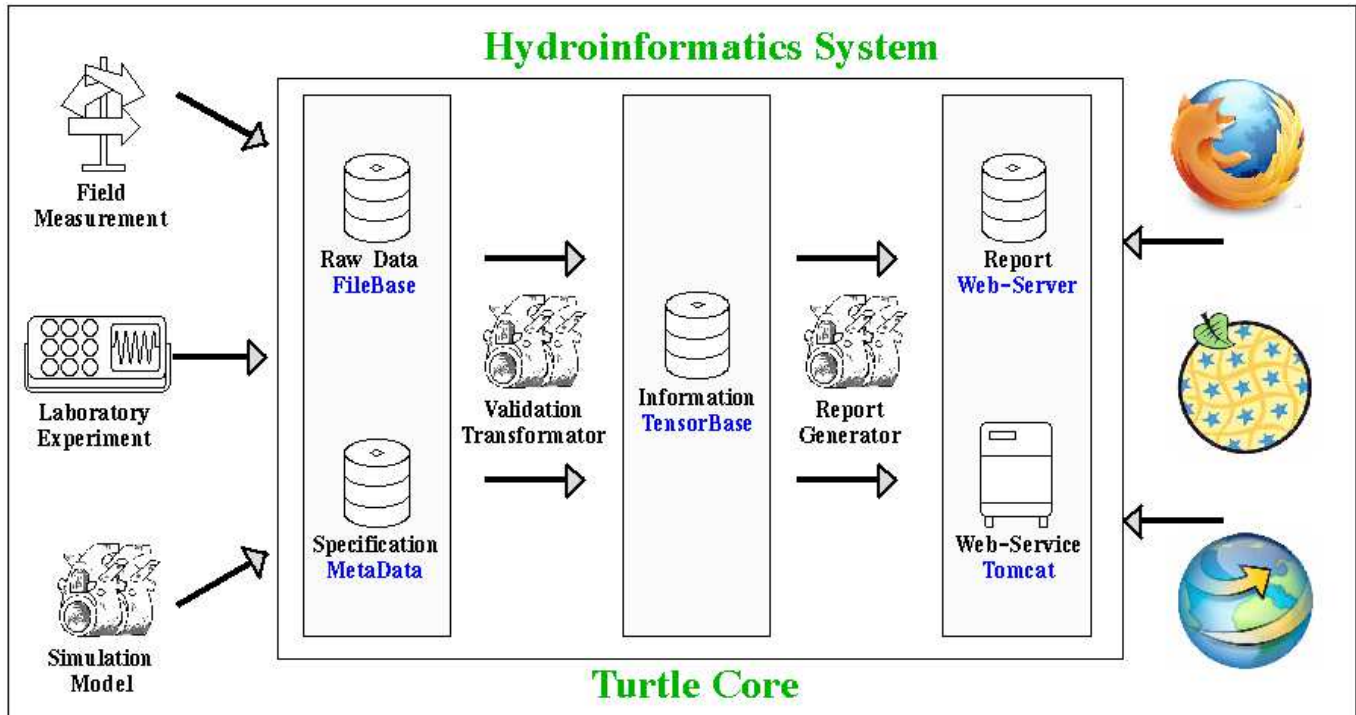 Hydroinformatics System
Field
Measurement
Laboratory
Experiment
Simulation
Model
Raw Data
FileBase
Specification
MetaData
Validation
Transformator
Information
TensorBase
Report
Generator
Report
Web-Server
Web-Service
Tomcat
Turtle Core